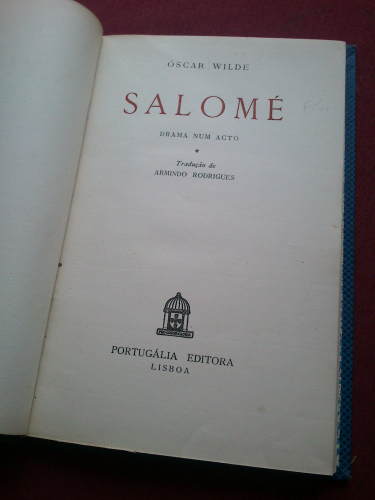 ÓSCAR WILDE
SALOMÉ
DRAMA NUM ACTO
*
Tradução de
ARMINDO RODRIGUES
PORTUGÁLIA EDITORA
LISBOA